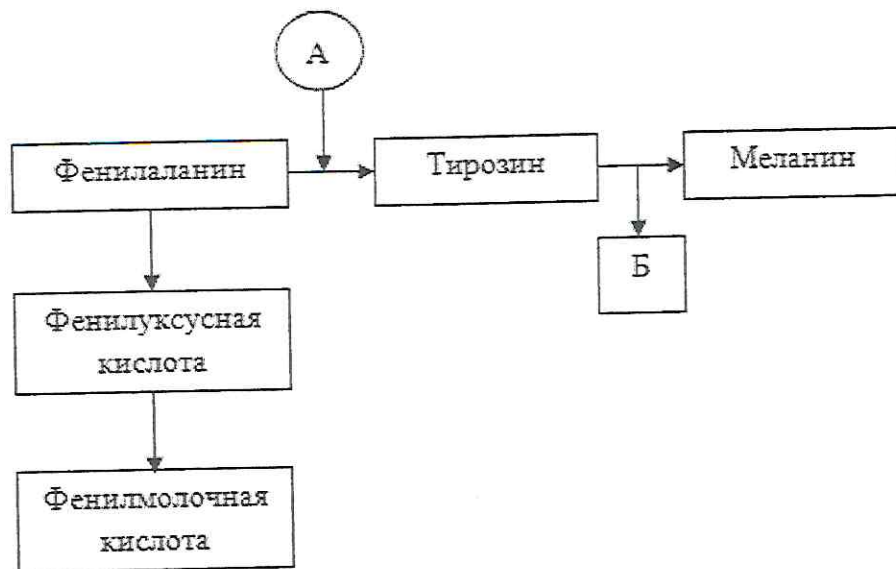 А
Фенилаланин
Тирозин
Меланин
Б
Фенилуксусная
кислота
Фенилмолочная
кислота